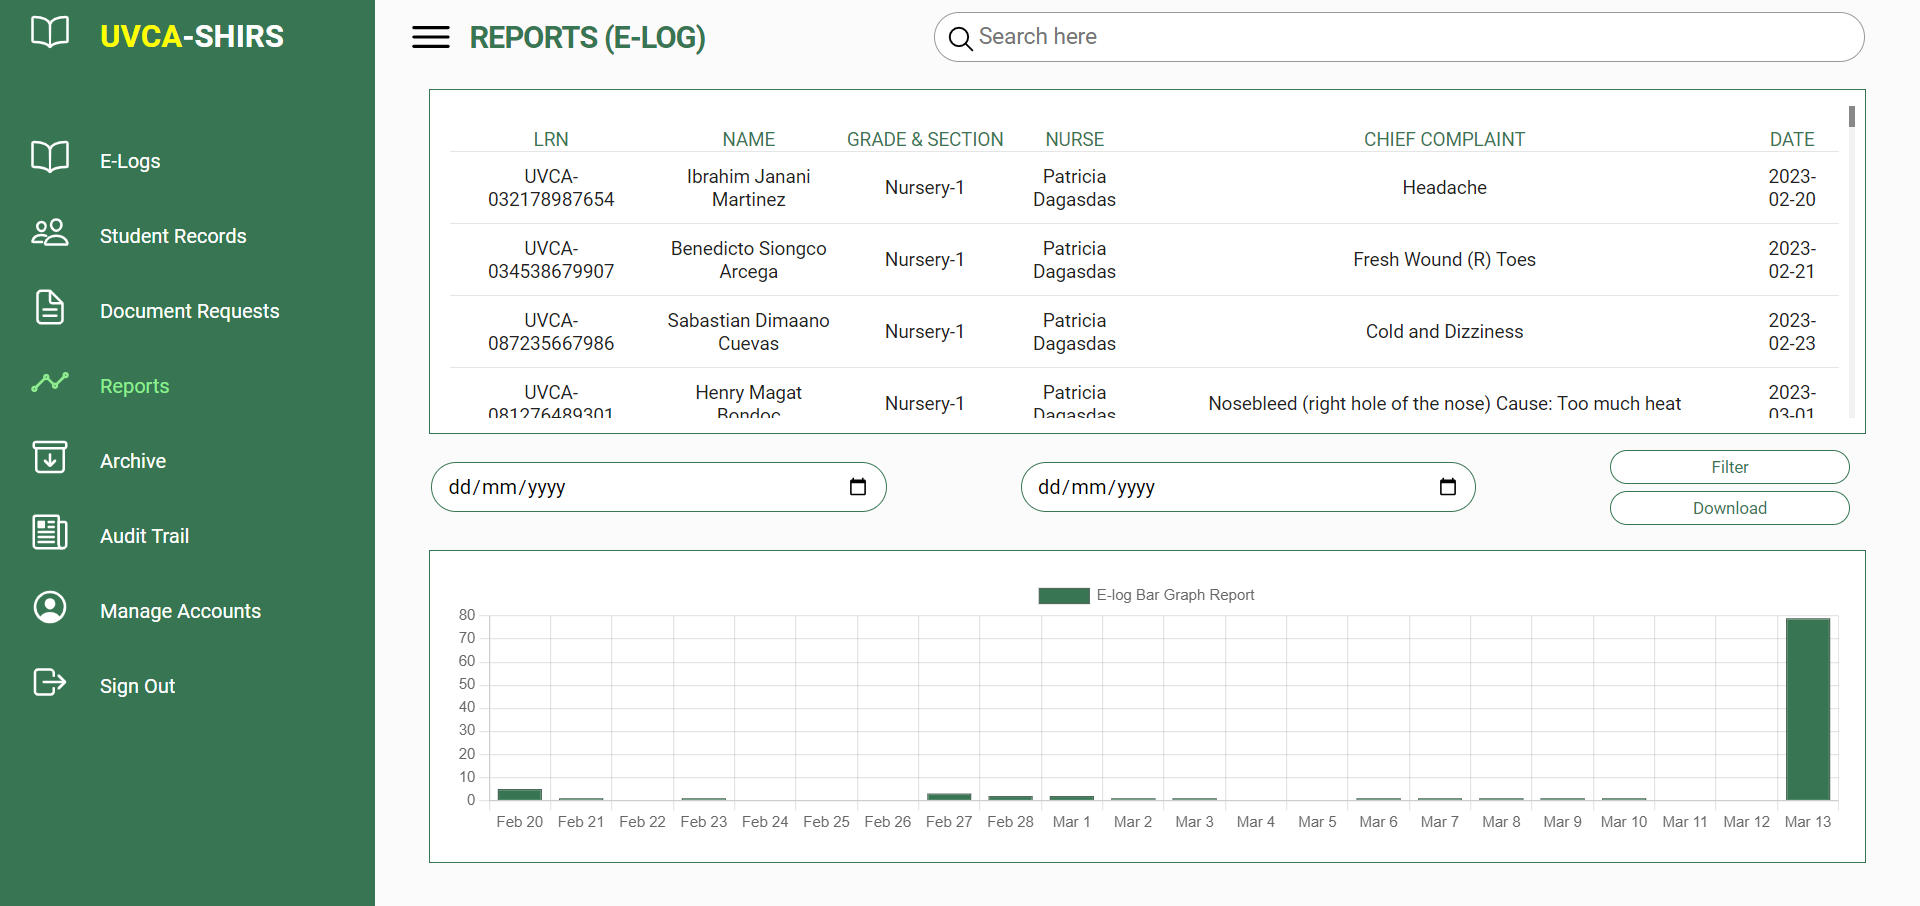 UVCA-SHIRS
E-Logs
Student Records
Document Requests
Reports
Archive
Audit Trail
Manage Accounts
Sign Out
REPORTS (E-LOG)
Search here
LRN NAME GRADE & SECTION NURSE CHIEF COMPLAINT DATE
UVCA- Ibrahim Janani Patricia 2023-
Nursery-1 Headache
032178987654 Martinez Dagasdas 02-20
UVCA- Benedicto Siongco Patricia 2023-
Nursery-1 Fresh Wound (R) Toes
034538679907 Arcega Dagasdas 02-21
UVCA- Sabastian Dimaano Patricia 2023-
Nursery-1 Cold and Dizziness
087235667986 Cuevas Dagasdas 02-23
UVCA- Henry Magat Patricia 2023-
Nursery-1 Nosebleed (right hole of the nose) Cause: Too much heat
081276489301 Bondoc Dagasdas 03-01
dd/mm/yyyy dd/mm/yyyy
Filter
Download
E-log Bar Graph Report
80
70
60
50
40
30
20
10
0
Feb 20 Feb 21 Feb 22 Feb 23 Feb 24 Feb 25 Feb 26 Feb 27 Feb 28 Mar 1 Mar 2 Mar 3 Mar 4 Mar 5 Mar 6 Mar 7 Mar 8 Mar 9 Mar 10 Mar 11 Mar 12 Mar 13